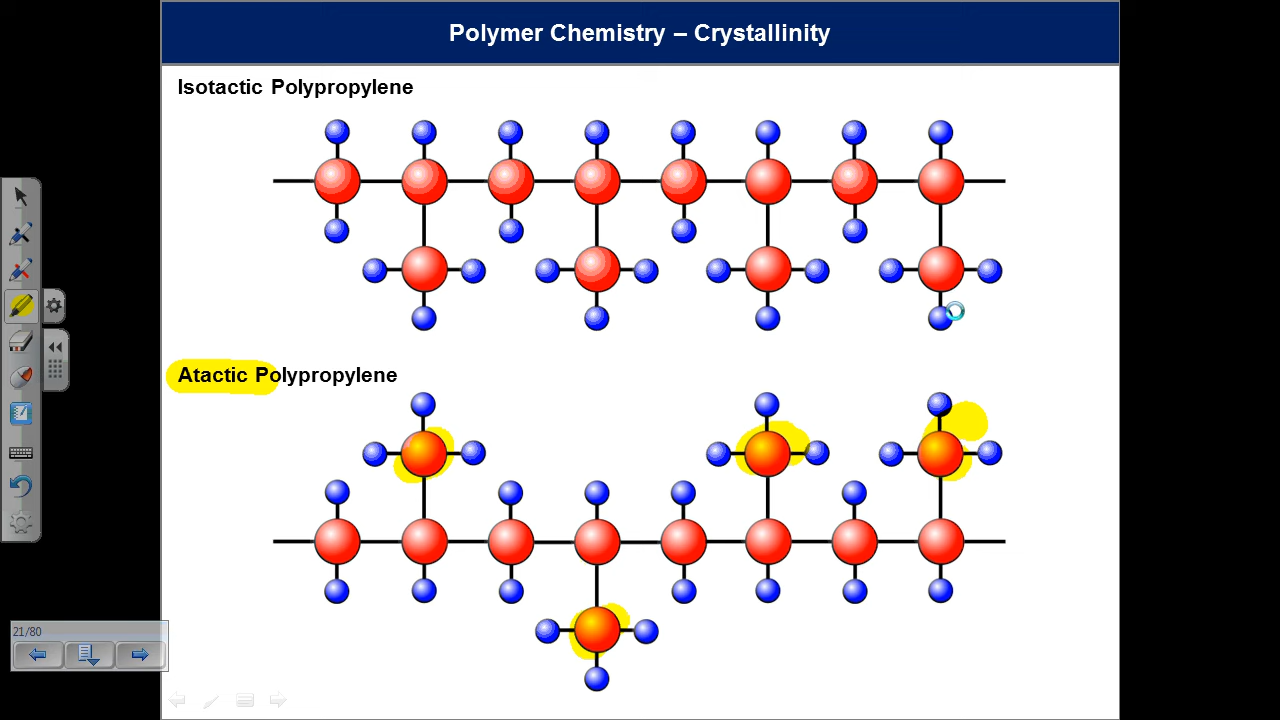 Polymer Chemistry – Crystallinity
Isotactic Polypropylene
Atactic Polypropylene
21/80